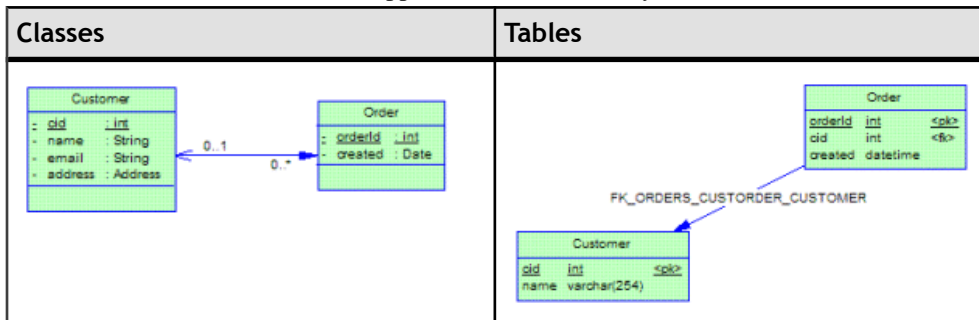 Classes
Tables
Customer
- cid : int
- name : String
- email : String
- address : Address
0..1
0..*
Order
- orderId : int
- created : Date
Order
orderId int <pk>
cid int <fk>
created datetime
FK_ORDERS_CUSTORDER_CUSTOMER
Customer
cid int <pk>
name varchar(254)